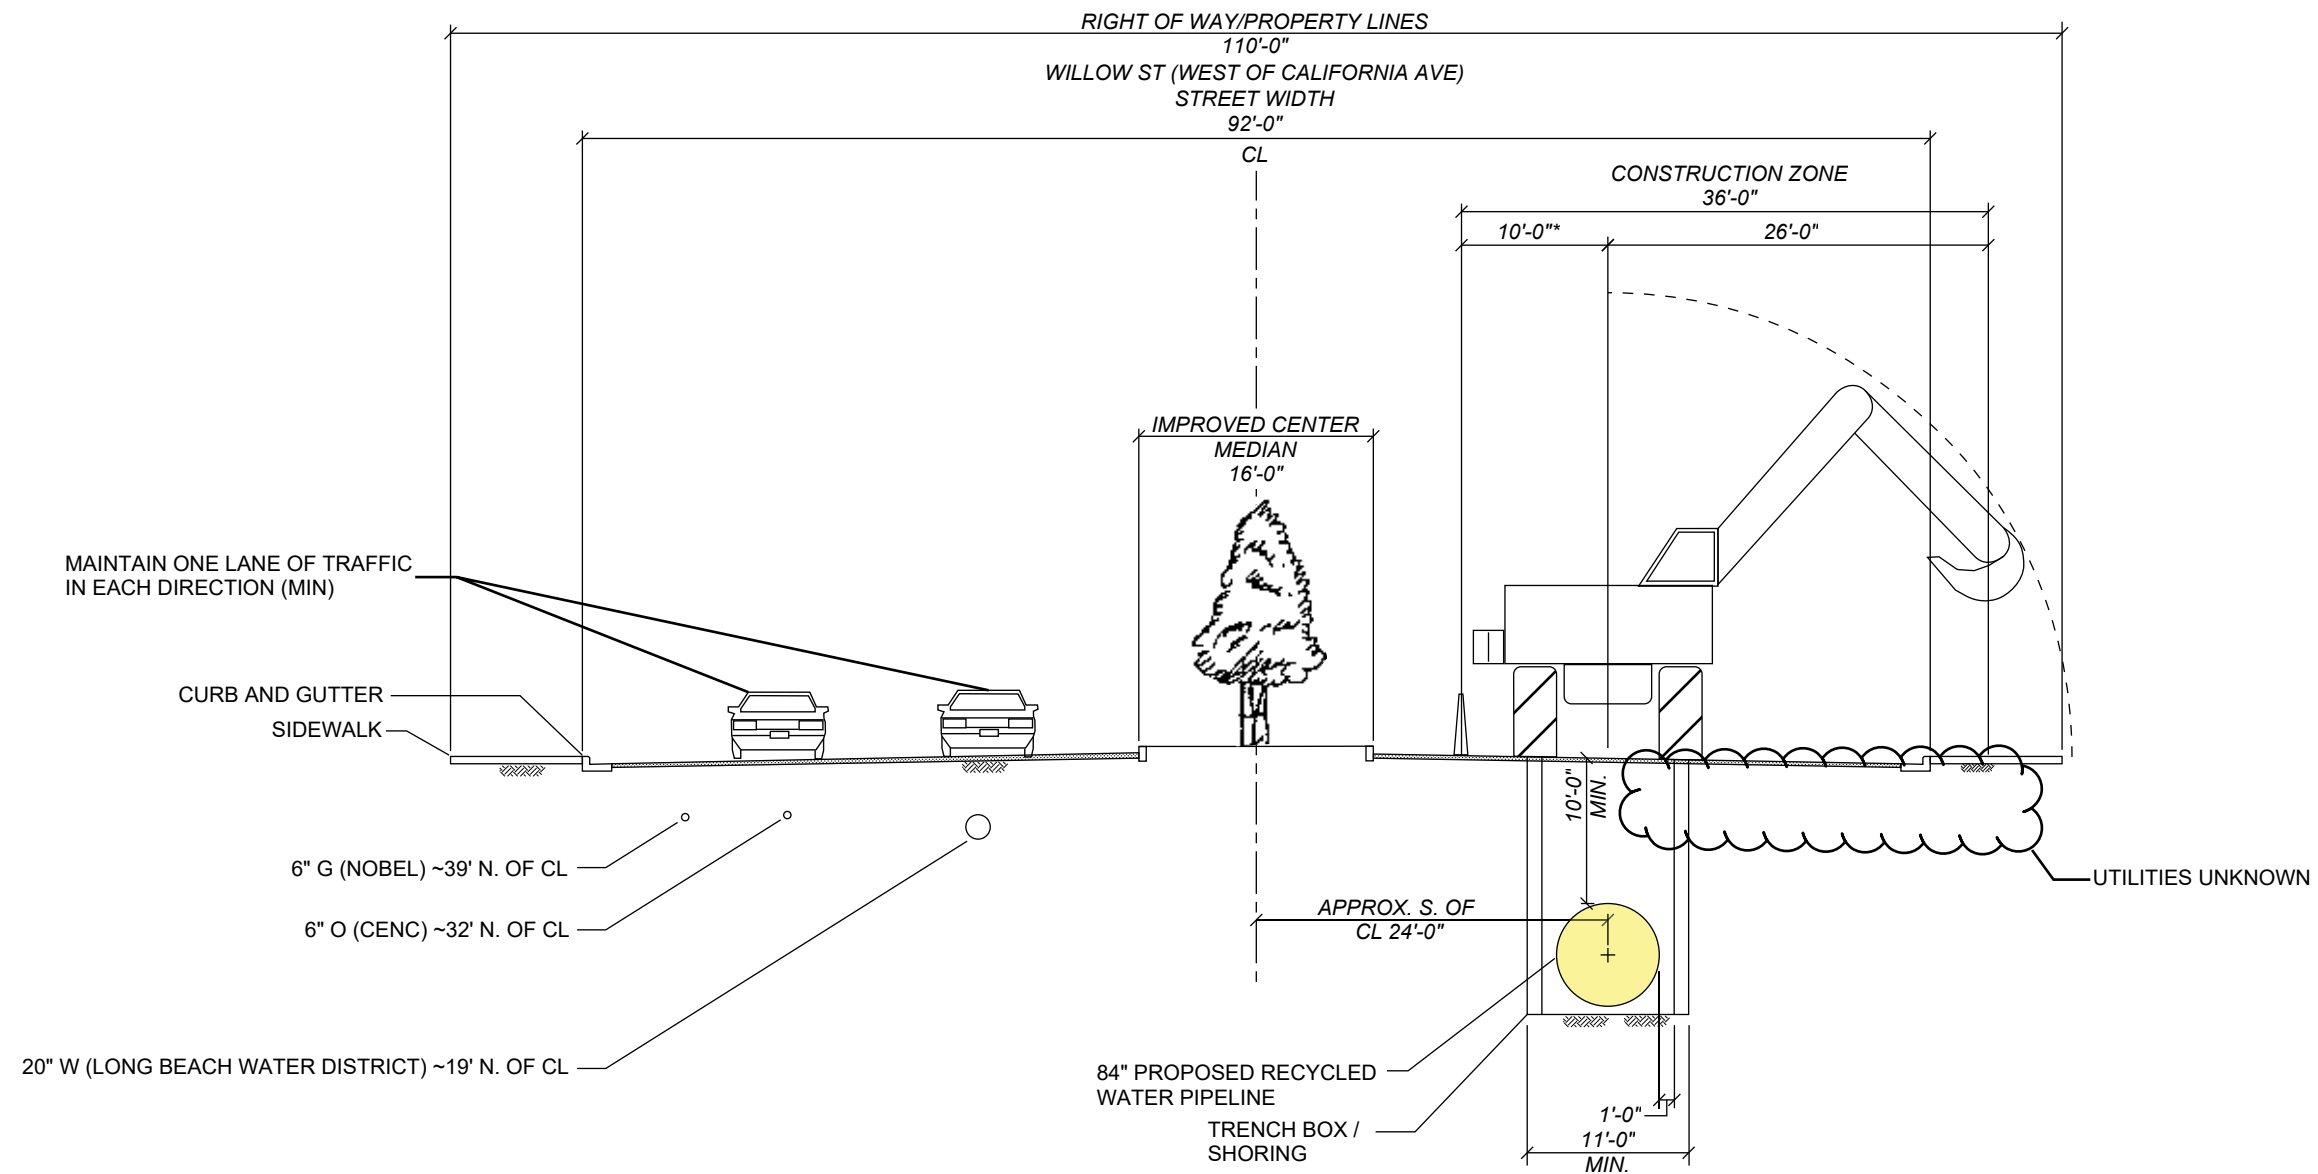 RIGHT OF WAY/PROPERTY LINES
110'-0"
WILLOW ST (WEST OF CALIFORNIA AVE)
STREET WIDTH
92'-0"
CL
CONSTRUCTION ZONE
36'-0"
10'-0"*
26'-0"
IMPROVED CENTER
MEDIAN
16'-0"
MAINTAIN ONE LANE OF TRAFFIC
IN EACH DIRECTION (MIN)
CURB AND GUTTER
SIDEWALK
10'-0"
MIN.
6" G (NOBEL) ~39' N. OF CL
UTILITIES UNKNOWN
6" O (CENC) ~32' N. OF CL
APPROX. S. OF
CL 24'-0"
20" W (LONG BEACH WATER DISTRICT) ~19' N. OF CL
84" PROPOSED RECYCLED
WATER PIPELINE
TRENCH BOX /
SHORING
1'-0"
11'-0"
MIN.